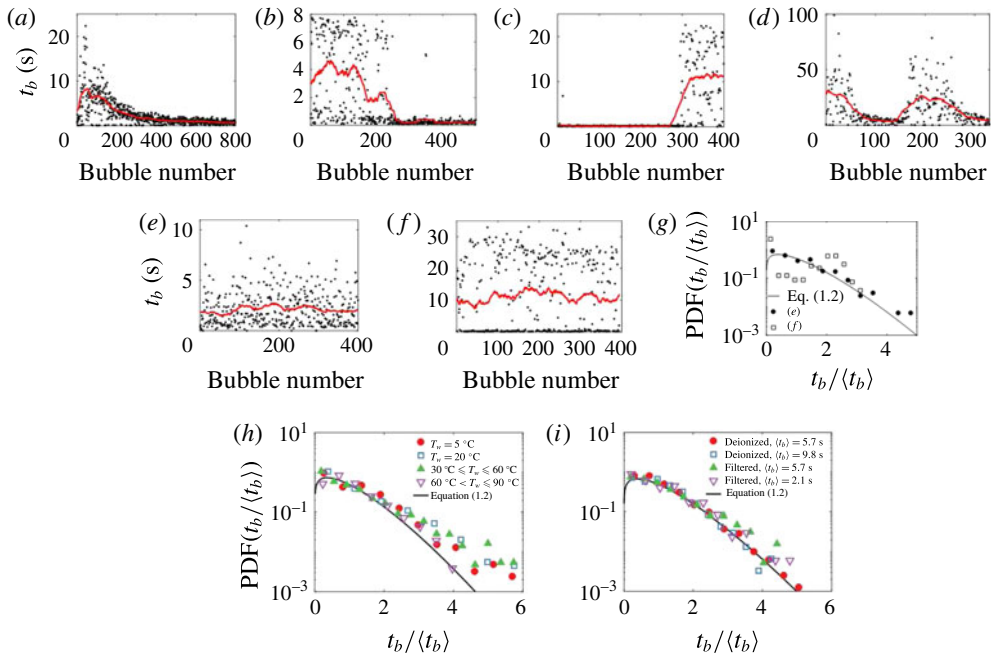 (a)
(b)
(c)
(d)
t_b (s)
20
10
0
200 400 600 800
Bubble number
8
6
4
2
0
200
400
Bubble number
20
10
0
100 200 300 400
Bubble number
100
50
0
100 200 300
Bubble number
(e)
(f)
(g)
t_b (s)
10
5
0
200
400
Bubble number
30
20
10
0
100 200 300 400
Bubble number
PDF(t_b/⟨t_b⟩)
10^1
10^−1
10^−3
Eq. (1.2)
(e)
(f)
0 2 4
t_b/⟨t_b⟩
(h)
(i)
PDF(t_b/⟨t_b⟩)
10^1
10^−1
10^−3
T_w = 5 °C
T_w = 20 °C
30 °C ⩽ T_w ⩽ 60 °C
60 °C < T_w ⩽ 90 °C
Equation (1.2)
0 2 4 6
t_b/⟨t_b⟩
PDF(t_b/⟨t_b⟩)
10^1
10^−1
10^−3
Deionized, ⟨t_b⟩ = 5.7 s
Deionized, ⟨t_b⟩ = 9.8 s
Filtered, ⟨t_b⟩ = 5.7 s
Filtered, ⟨t_b⟩ = 2.1 s
Equation (1.2)
0 2 4 6
t_b/⟨t_b⟩